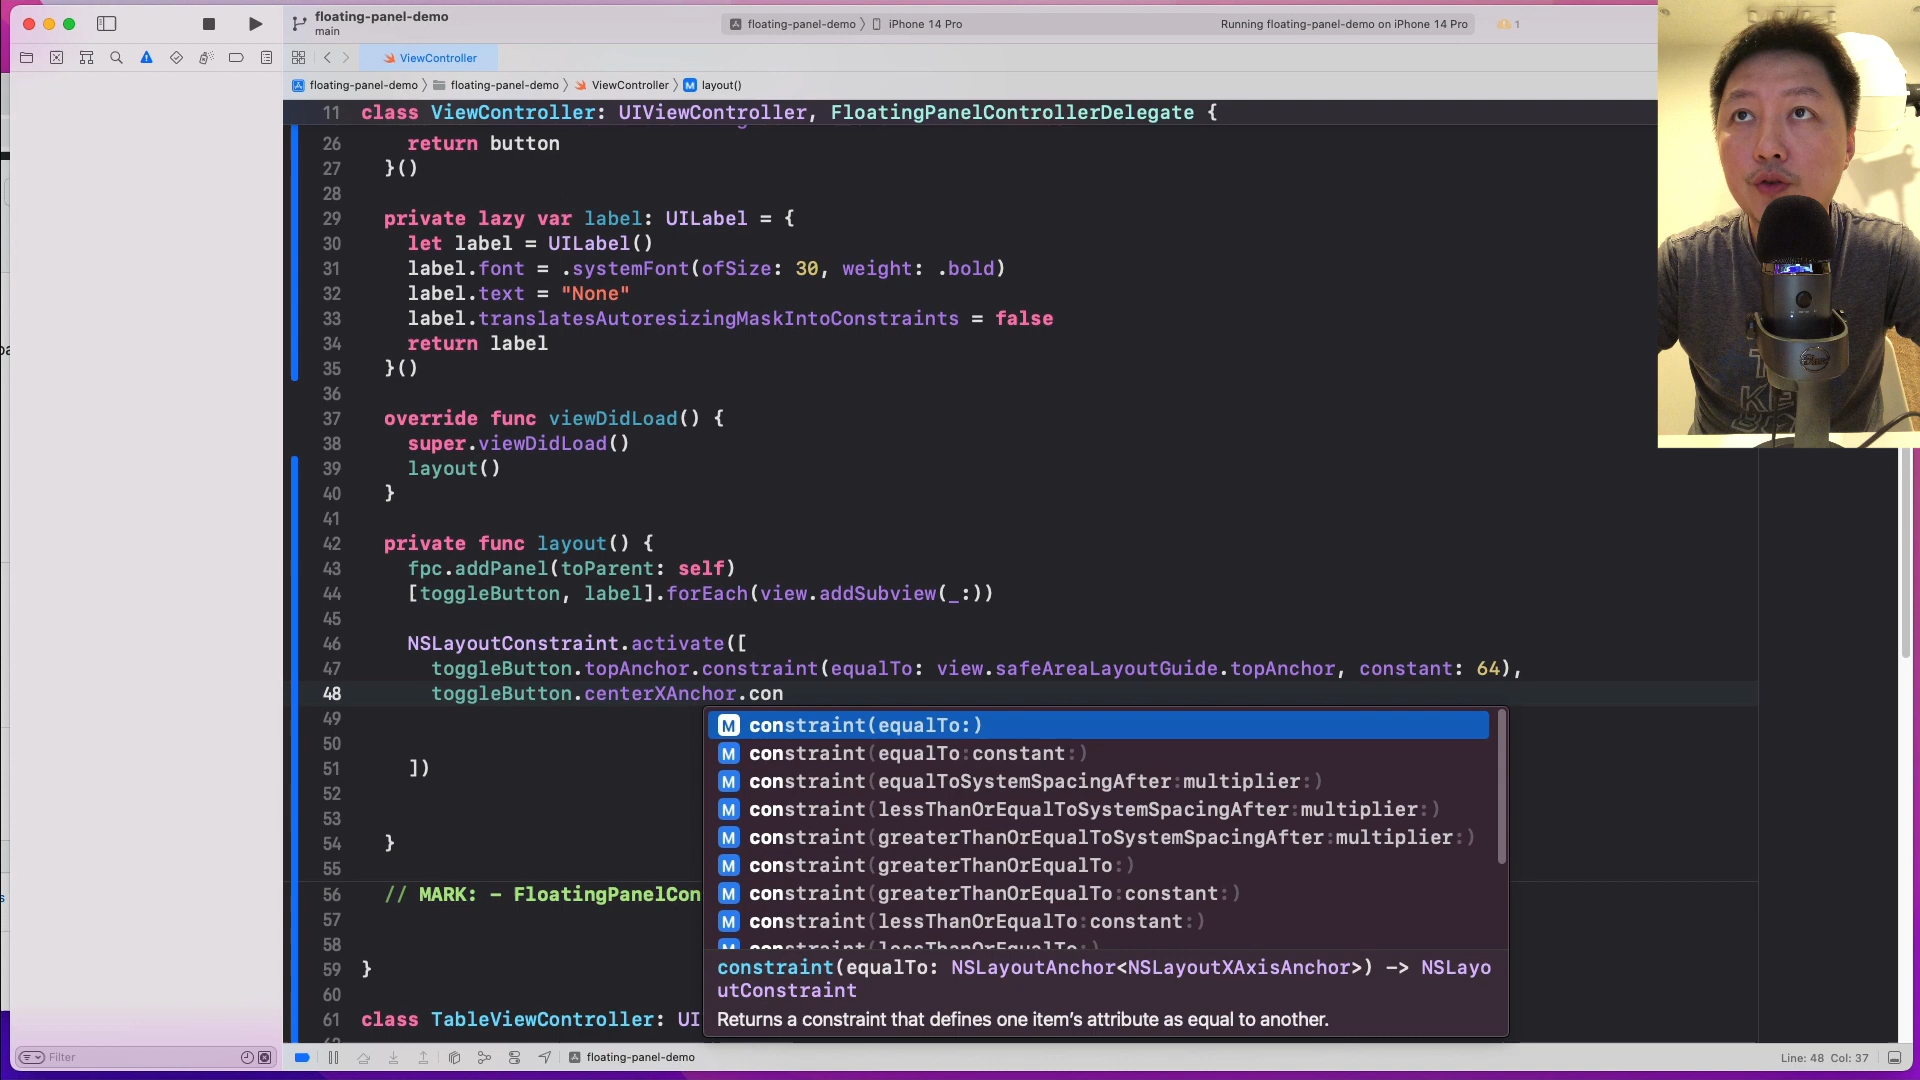 floating-panel-demo
main
floating-panel-demo
iPhone 14 Pro
Running floating-panel-demo on iPhone 14 Pro
1
ViewController
floating-panel-demo
floating-panel-demo
ViewController
M
layout()
11 class ViewController: UIViewController, FloatingPanelControllerDelegate {
26 return button
27 }()
28
29 private lazy var label: UILabel = {
30 let label = UILabel()
31 label.font = .systemFont(ofSize: 30, weight: .bold)
32 label.text = "None"
33 label.translatesAutoresizingMaskIntoConstraints = false
34 return label
35 }()
36
37 override func viewDidLoad() {
38 super.viewDidLoad()
39 layout()
40 }
41
42 private func layout() {
43 fpc.addPanel(toParent: self)
44 [toggleButton, label].forEach(view.addSubview(_:))
45
46 NSLayoutConstraint.activate([
47 toggleButton.topAnchor.constraint(equalTo: view.safeAreaLayoutGuide.topAnchor, constant: 64),
48 toggleButton.centerXAnchor.con
49
50
51 ])
52
53
54 }
55
56 // MARK: - FloatingPanelCon
57
58
59 }
60
61 class TableViewController: UI
M constraint(equalTo:)
M constraint(equalTo:constant:)
M constraint(equalToSystemSpacingAfter:multiplier:)
M constraint(lessThanOrEqualToSystemSpacingAfter:multiplier:)
M constraint(greaterThanOrEqualToSystemSpacingAfter:multiplier:)
M constraint(greaterThanOrEqualTo:)
M constraint(greaterThanOrEqualTo:constant:)
M constraint(lessThanOrEqualTo:constant:)
M constraint(lessThanOrEqualTo:)
constraint(equalTo: NSLayoutAnchor<NSLayoutXAxisAnchor>) -> NSLayo
utConstraint
Returns a constraint that defines one item's attribute as equal to another.
Filter
floating-panel-demo
Line: 48 Col: 37